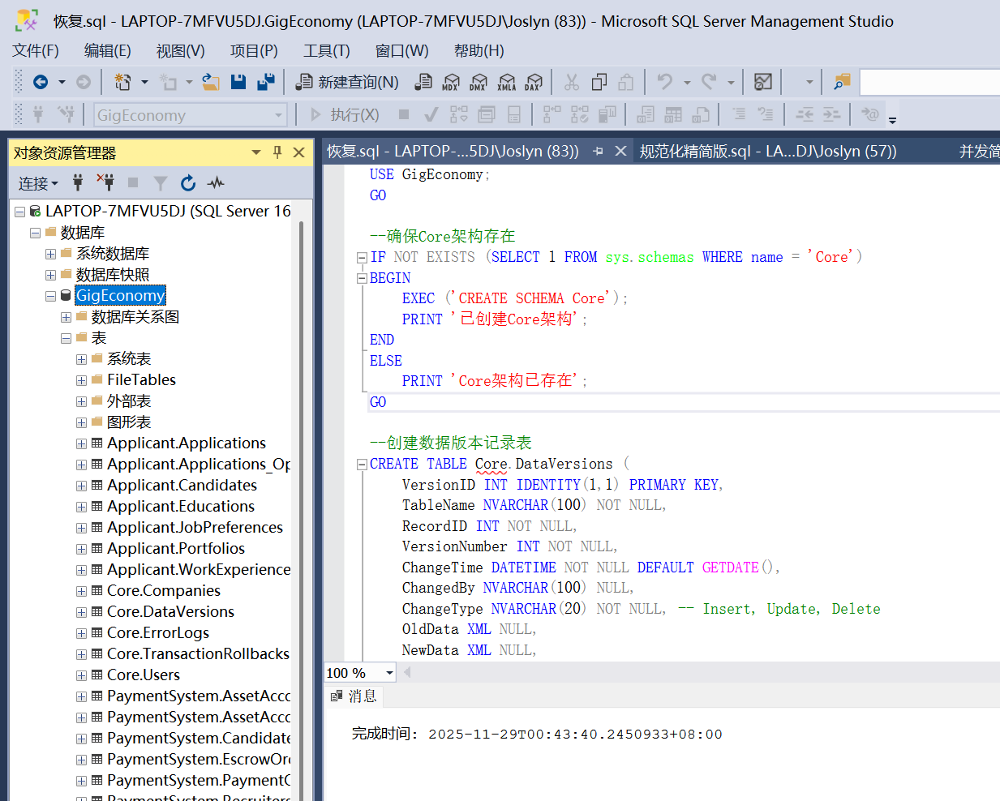 恢复.sql - LAPTOP-7MFVU5DJ.GigEconomy (LAPTOP-7MFVU5DJ\Joslyn (83)) - Microsoft SQL Server Management Studio
文件(F) 编辑(E) 视图(V) 项目(P) 工具(T) 窗口(W) 帮助(H)
新建查询(N) MDX DMX XMLA DAX
GigEconomy 执行(X)
对象资源管理器
连接
LAPTOP-7MFVU5DJ (SQL Server 16
数据库
系统数据库
数据库快照
GigEconomy
数据库关系图
表
系统表
FileTables
外部表
图形表
Applicant.Applications
Applicant.Applications_Op
Applicant.Candidates
Applicant.Educations
Applicant.JobPreferences
Applicant.Portfolios
Applicant.WorkExperience
Core.Companies
Core.DataVersions
Core.ErrorLogs
Core.TransactionRollbacks
Core.Users
PaymentSystem.AssetAcco
PaymentSystem.AssetAcco
PaymentSystem.Candidate
PaymentSystem.EscrowOr
PaymentSystem.PaymentC
PaymentSystem.Recruiters
恢复.sql - LAPTOP-...5DJ\Joslyn (83)) 规范化精简版.sql - LA...DJ\Joslyn (57)) 并发简
USE GigEconomy;
GO
--确保Core架构存在
IF NOT EXISTS (SELECT 1 FROM sys.schemas WHERE name = 'Core')
BEGIN
EXEC ('CREATE SCHEMA Core');
PRINT '已创建Core架构';
END
ELSE
PRINT 'Core架构已存在';
GO
--创建数据版本记录表
CREATE TABLE Core.DataVersions (
VersionID INT IDENTITY(1,1) PRIMARY KEY,
TableName NVARCHAR(100) NOT NULL,
RecordID INT NOT NULL,
VersionNumber INT NOT NULL,
ChangeTime DATETIME NOT NULL DEFAULT GETDATE(),
ChangedBy NVARCHAR(100) NULL,
ChangeType NVARCHAR(20) NOT NULL, -- Insert, Update, Delete
OldData XML NULL,
NewData XML NULL,
100 %
消息
完成时间: 2025-11-29T00:43:40.2450933+08:00